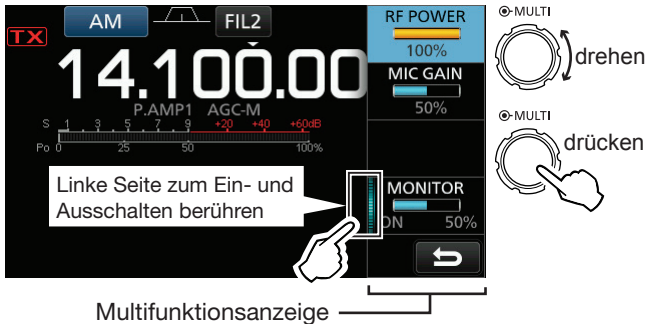 AM
FIL2
TX
14.100.00
P.AMP1 AGC-M
S 1 3 5 7 9 +20 +40 +60dB
Po 0 25 50 100%
RF POWER
100%
MIC GAIN
50%
MONITOR
ON 50%
Linke Seite zum Ein- und
Ausschalten berühren
MULTI
drehen
MULTI
drücken
Multifunktionsanzeige